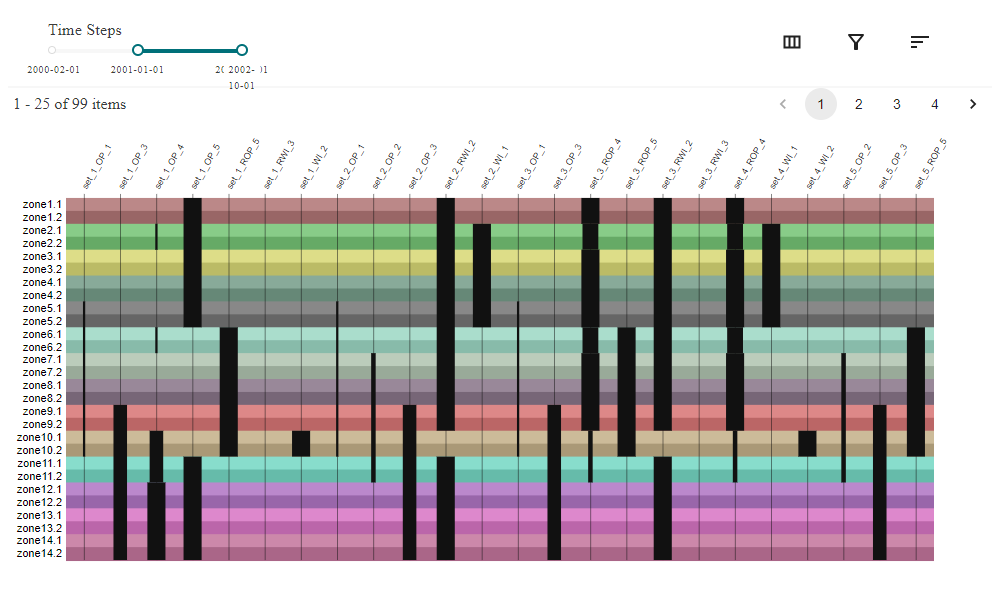 Time Steps
2000-02-01 2001-01-01 2002-
10-01
1 - 25 of 99 items
1 2 3 4
set_1_OP_1
set_1_OP_3
set_1_OP_4
set_1_OP_5
set_1_ROP_5
set_1_RWI_3
set_1_WI_2
set_2_OP_1
set_2_OP_2
set_2_OP_3
set_2_RWI_2
set_2_WI_1
set_3_OP_1
set_3_OP_3
set_3_ROP_4
set_3_ROP_5
set_3_RWI_2
set_3_RWI_3
set_4_ROP_4
set_4_WI_1
set_4_WI_2
set_5_OP_2
set_5_OP_3
set_5_ROP_5
zone1.1
zone1.2
zone2.1
zone2.2
zone3.1
zone3.2
zone4.1
zone4.2
zone5.1
zone5.2
zone6.1
zone6.2
zone7.1
zone7.2
zone8.1
zone8.2
zone9.1
zone9.2
zone10.1
zone10.2
zone11.1
zone11.2
zone12.1
zone12.2
zone13.1
zone13.2
zone14.1
zone14.2